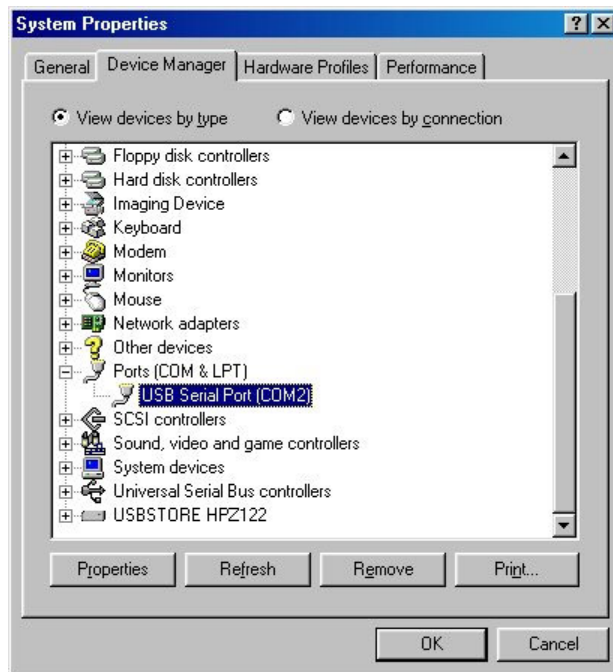 System Properties
General Device Manager Hardware Profiles Performance
View devices by type View devices by connection
Floppy disk controllers
Hard disk controllers
Imaging Device
Keyboard
Modem
Monitors
Mouse
Network adapters
Other devices
Ports (COM & LPT)
USB Serial Port (COM2)
SCSI controllers
Sound, video and game controllers
System devices
Universal Serial Bus controllers
USBSTORE HPZ122
Properties Refresh Remove Print...
OK Cancel